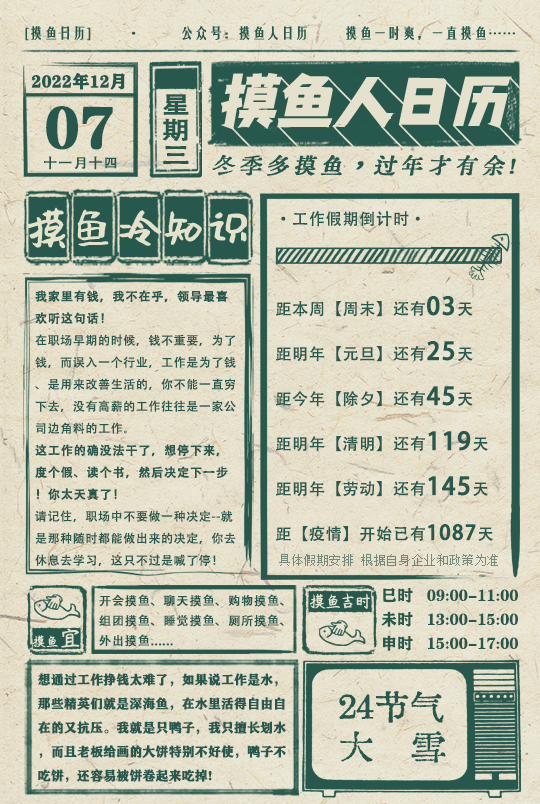 [摸鱼日历] · 公众号：摸鱼人日历 摸鱼一时爽，一直摸鱼……
2022年12月
07
十一月十四
星期三
摸鱼人日历
冬季多摸鱼，过年才有余！
摸鱼冷知识
我家里有钱，我不在乎，领导最喜
欢听这句话！
在职场早期的时候，钱不重要，为了
钱，而误入一个行业，工作是为了钱
、是用来改善生活的，你不能一直穷
下去，没有高薪的工作往往是一家公
司边角料的工作。
这工作的确没法干了，想停下来，
度个假、读个书，然后决定下一步
！你太天真了！
请记住，职场中不要做一种决定--就
是那种随时都能做出来的决定，你去
休息去学习，这只不过是喊了停！
·工作假期倒计时·
距本周【周末】还有03天
距明年【元旦】还有25天
距今年【除夕】还有45天
距明年【清明】还有119天
距明年【劳动】还有145天
距【疫情】开始已有1087天
具体假期安排 根据自身企业和政策为准
摸鱼宜
开会摸鱼、聊天摸鱼、购物摸鱼、
组团摸鱼、睡觉摸鱼、厕所摸鱼、
外出摸鱼……
摸鱼吉时
巳时 09:00-11:00
未时 13:00-15:00
申时 15:00-17:00
想通过工作挣钱太难了，如果说工作是水，
那些精英们就是深海鱼，在水里活得自由自
在的又抗压。我就是只鸭子，我只擅长划水
，而且老板给画的大饼特别不好使，鸭子不
吃饼，还容易被饼卷起来吃掉！
24节气
大 雪